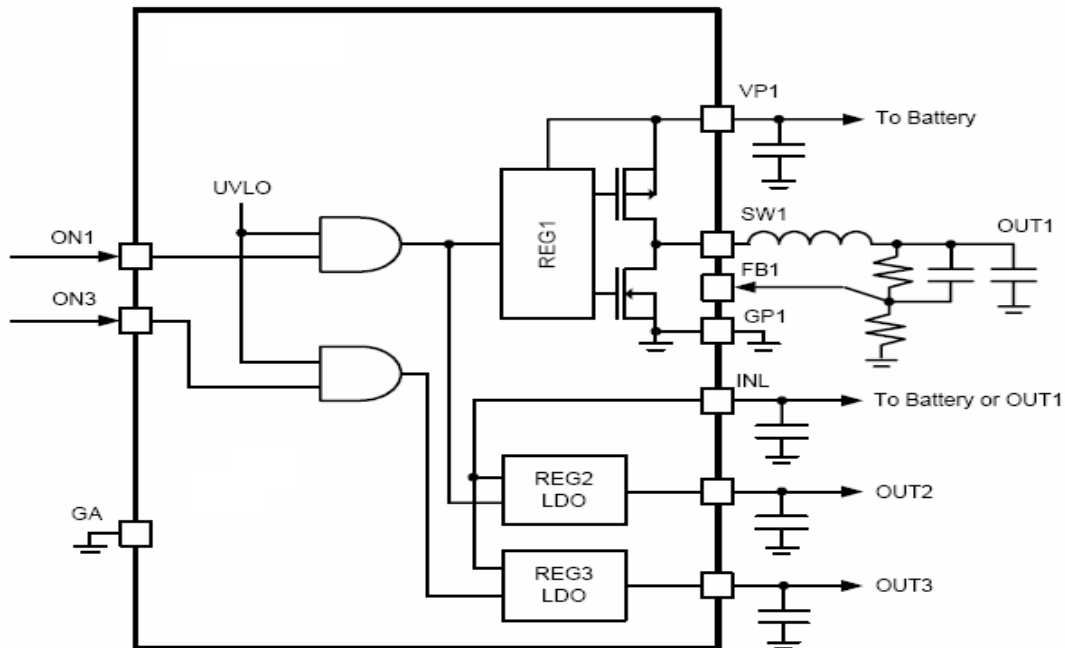 VP1
To Battery
UVLO
SW1
OUT1
ON1
REG1
FB1
ON3
GP1
INL
To Battery or OUT1
REG2
LDO
OUT2
GA
REG3
LDO
OUT3